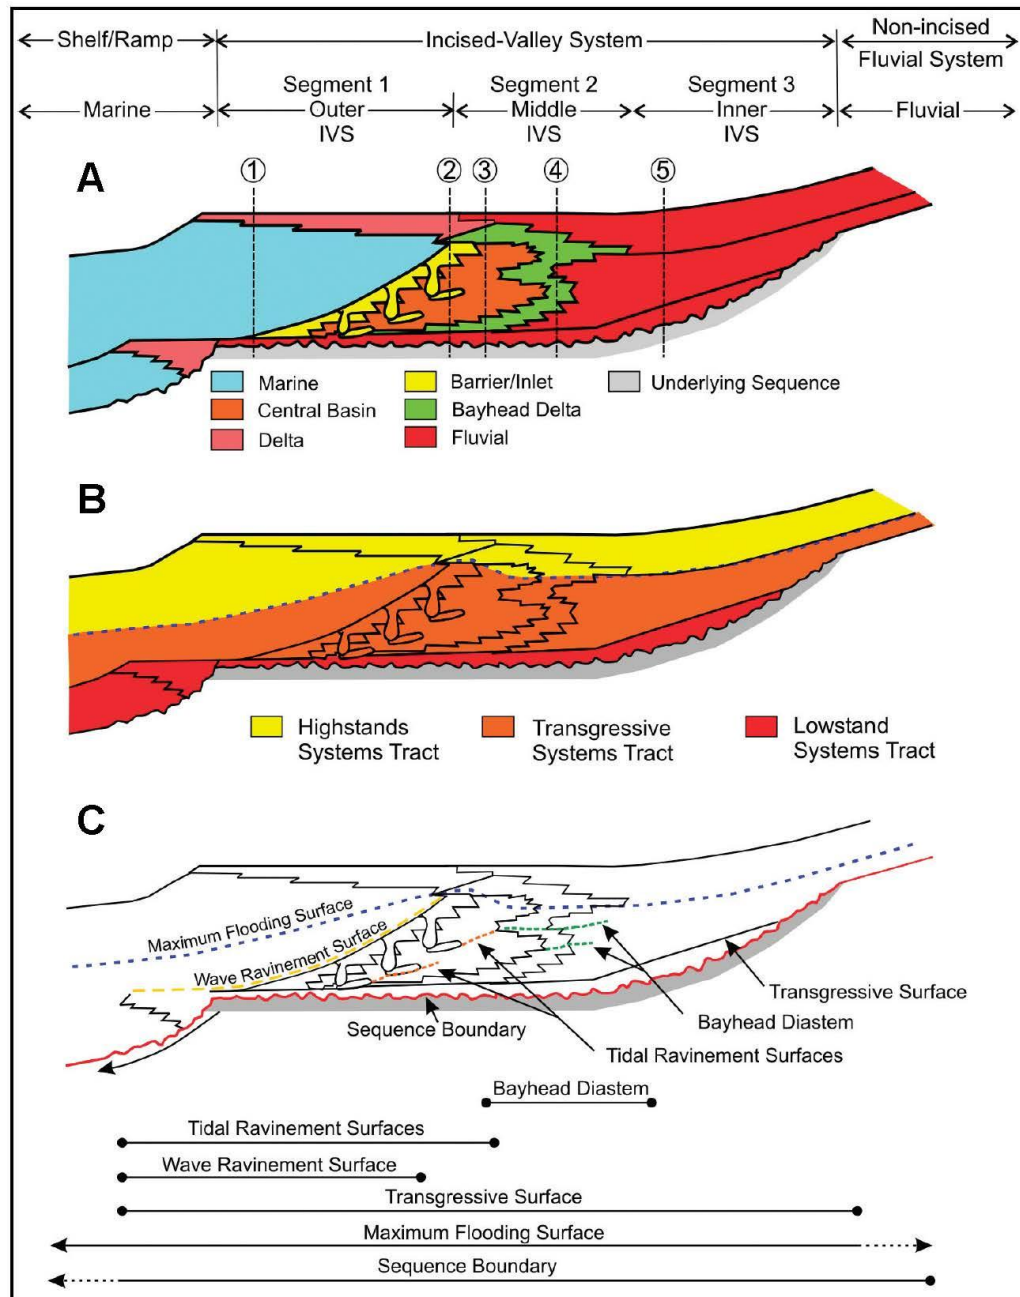 Shelf/Ramp
Incised-Valley System
Non-incised
Fluvial System
Marine
Segment 1
Outer
IVS
Segment 2
Middle
IVS
Segment 3
Inner
IVS
Fluvial
A
1
2
3
4
5
Marine
Central Basin
Delta
Barrier/Inlet
Bayhead Delta
Fluvial
Underlying Sequence
B
Highstands
Systems Tract
Transgressive
Systems Tract
Lowstand
Systems Tract
C
Maximum Flooding Surface
Wave Ravinement Surface
Sequence Boundary
Transgressive Surface
Bayhead Diastem
Tidal Ravinement Surfaces
Bayhead Diastem
Tidal Ravinement Surfaces
Wave Ravinement Surface
Transgressive Surface
Maximum Flooding Surface
Sequence Boundary